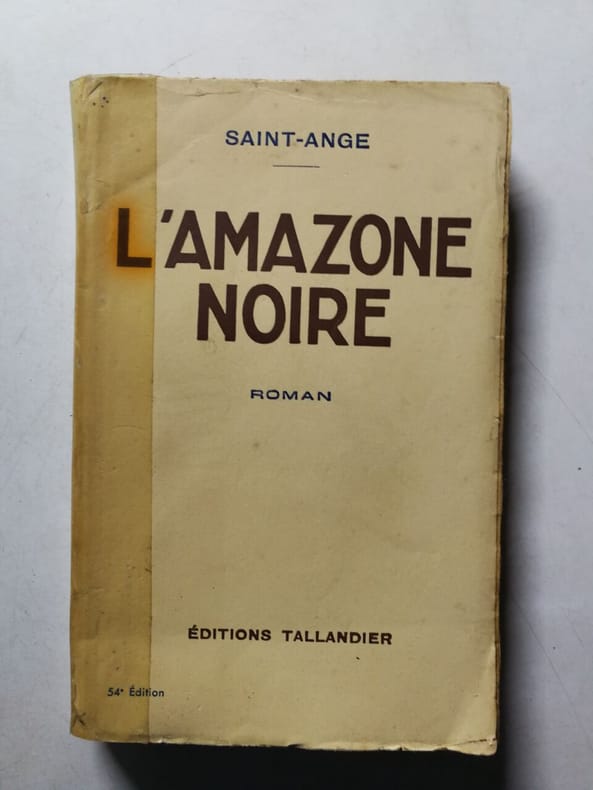 SAINT-ANGE
L'AMAZONE
NOIRE
ROMAN
ÉDITIONS TALLANDIER
54e Édition